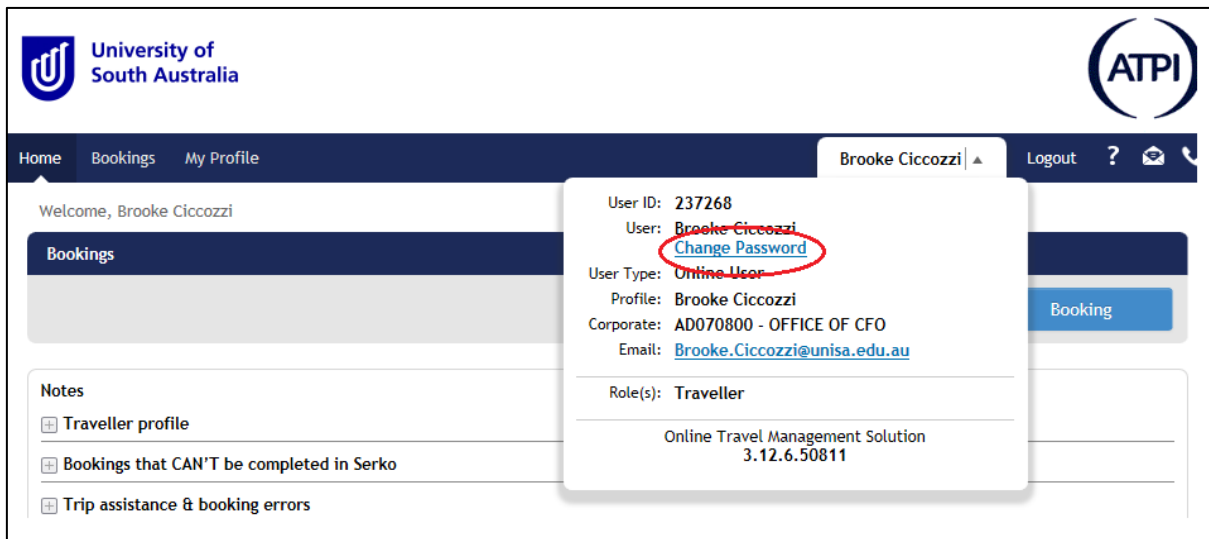 University of
South Australia
ATPI
Home Bookings My Profile Brooke Ciccozzi Logout ?
Welcome, Brooke Ciccozzi
Bookings
Booking
User ID: 237268
User: Brooke Ciccozzi
Change Password
User Type: Online User
Profile: Brooke Ciccozzi
Corporate: AD070800 - OFFICE OF CFO
Email: Brooke.Ciccozzi@unisa.edu.au
Role(s): Traveller
Online Travel Management Solution
3.12.6.50811
Notes
Traveller profile
Bookings that CAN'T be completed in Serko
Trip assistance & booking errors